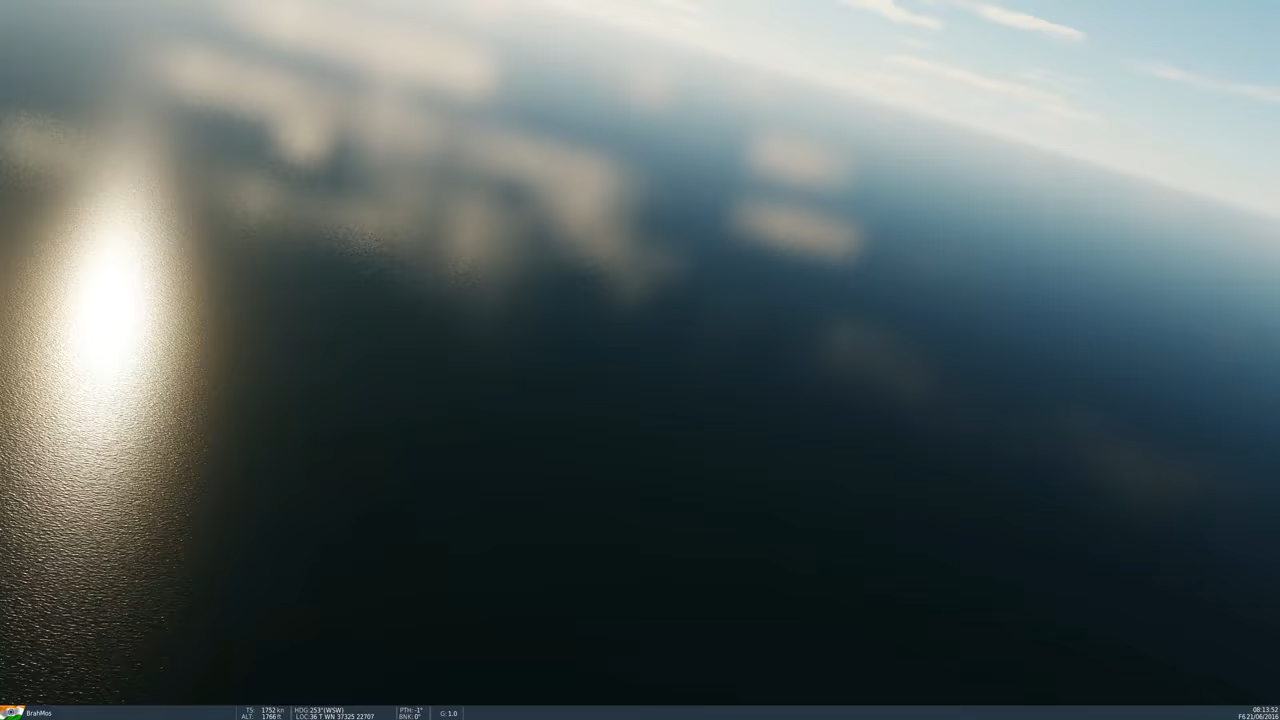 BrahMos
TS: 1752 kn
ALT: 1766 ft
HDG: 253°(WSW)
LOC: 36 T WN 37325 22707
PTH: -1°
BNK: 0°
G: 1.0
08:13:52
F6 21/06/2016